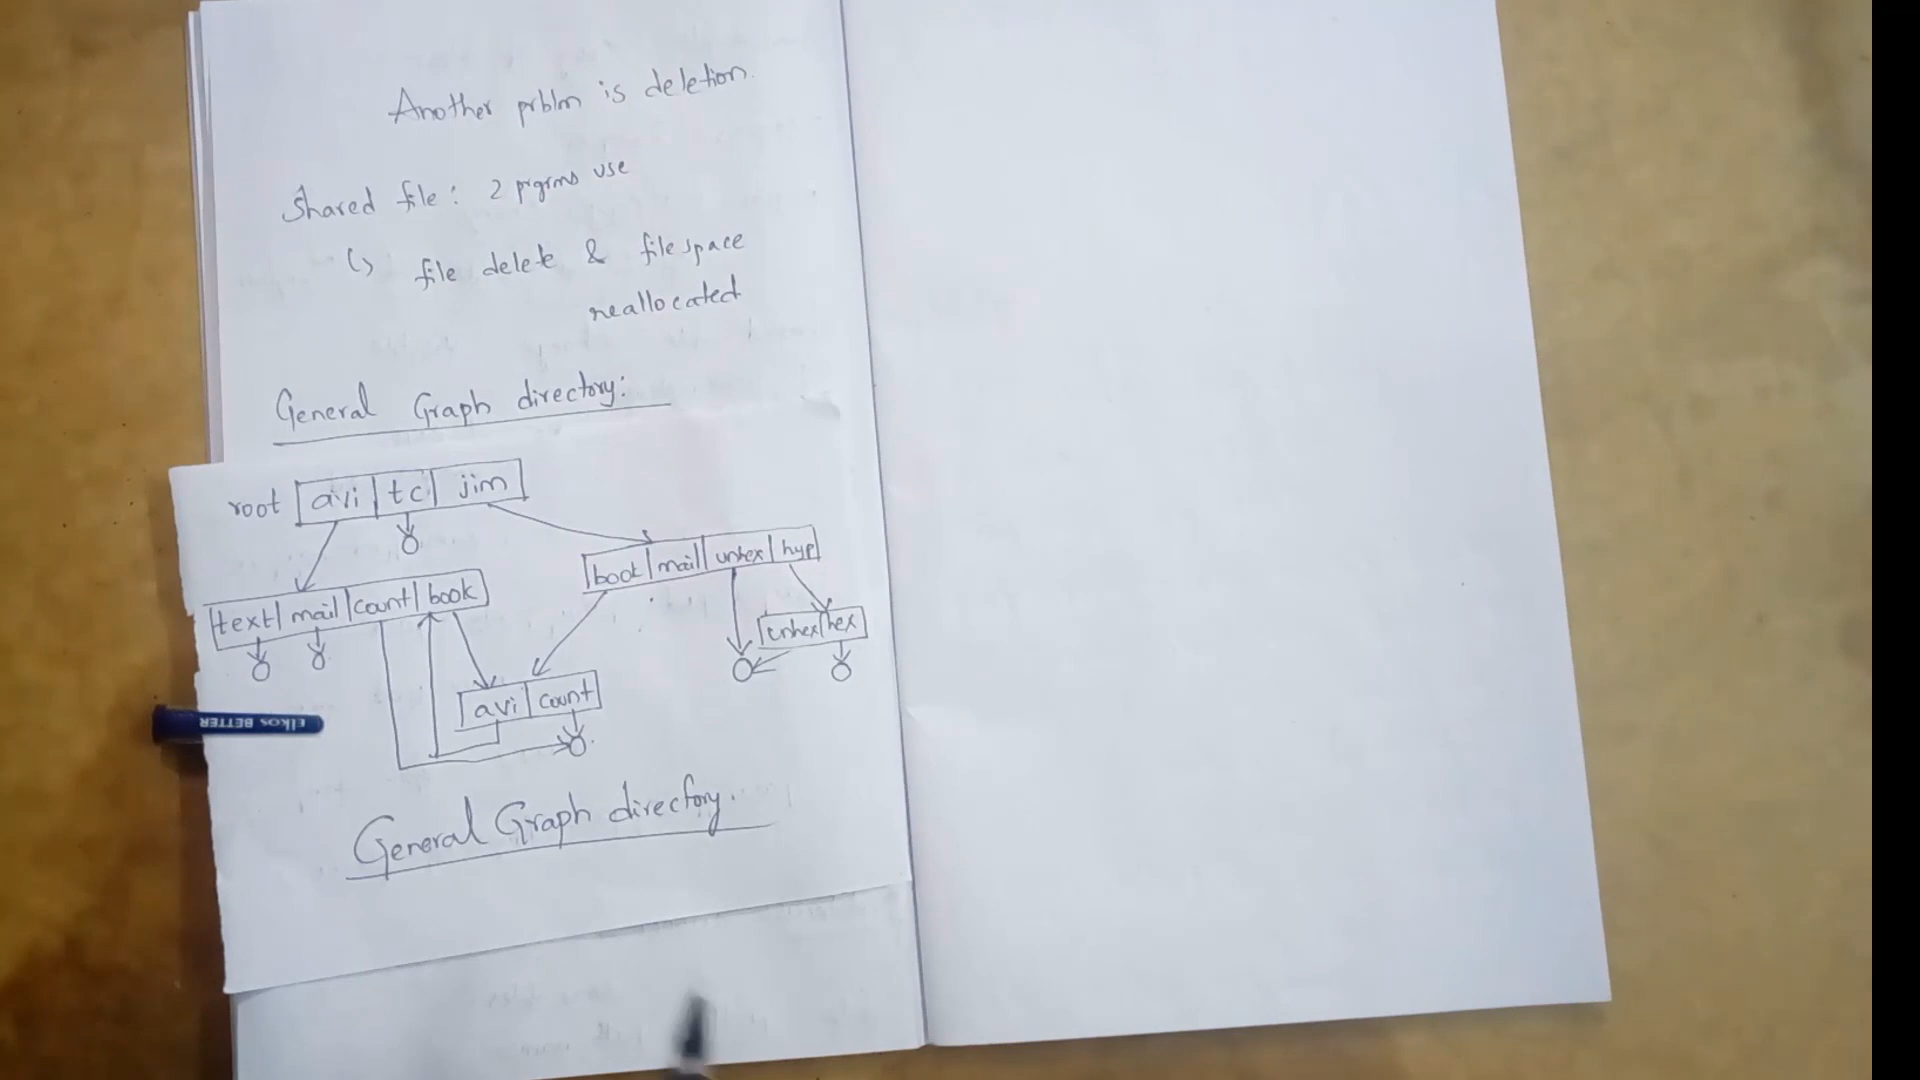 Another prblm is deletion.
Shared file : 2 prgrms use
file delete & file space
reallocated
General Graph directory:
root avi tc jim
boot mail unhex hyp
text mail count book
unhex hex
avi count
elkos BETTER
General Graph directory.